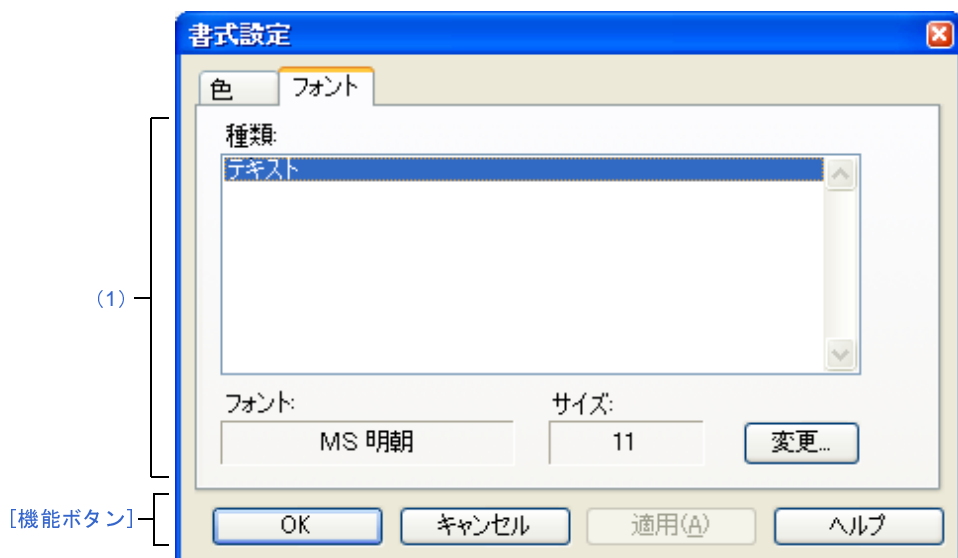 書式設定
色 フォント
種類:
テキスト
(1)
フォント: サイズ:
MS 明朝 11 変更...
[機能ボタン]
OK キャンセル 適用(A) ヘルプ